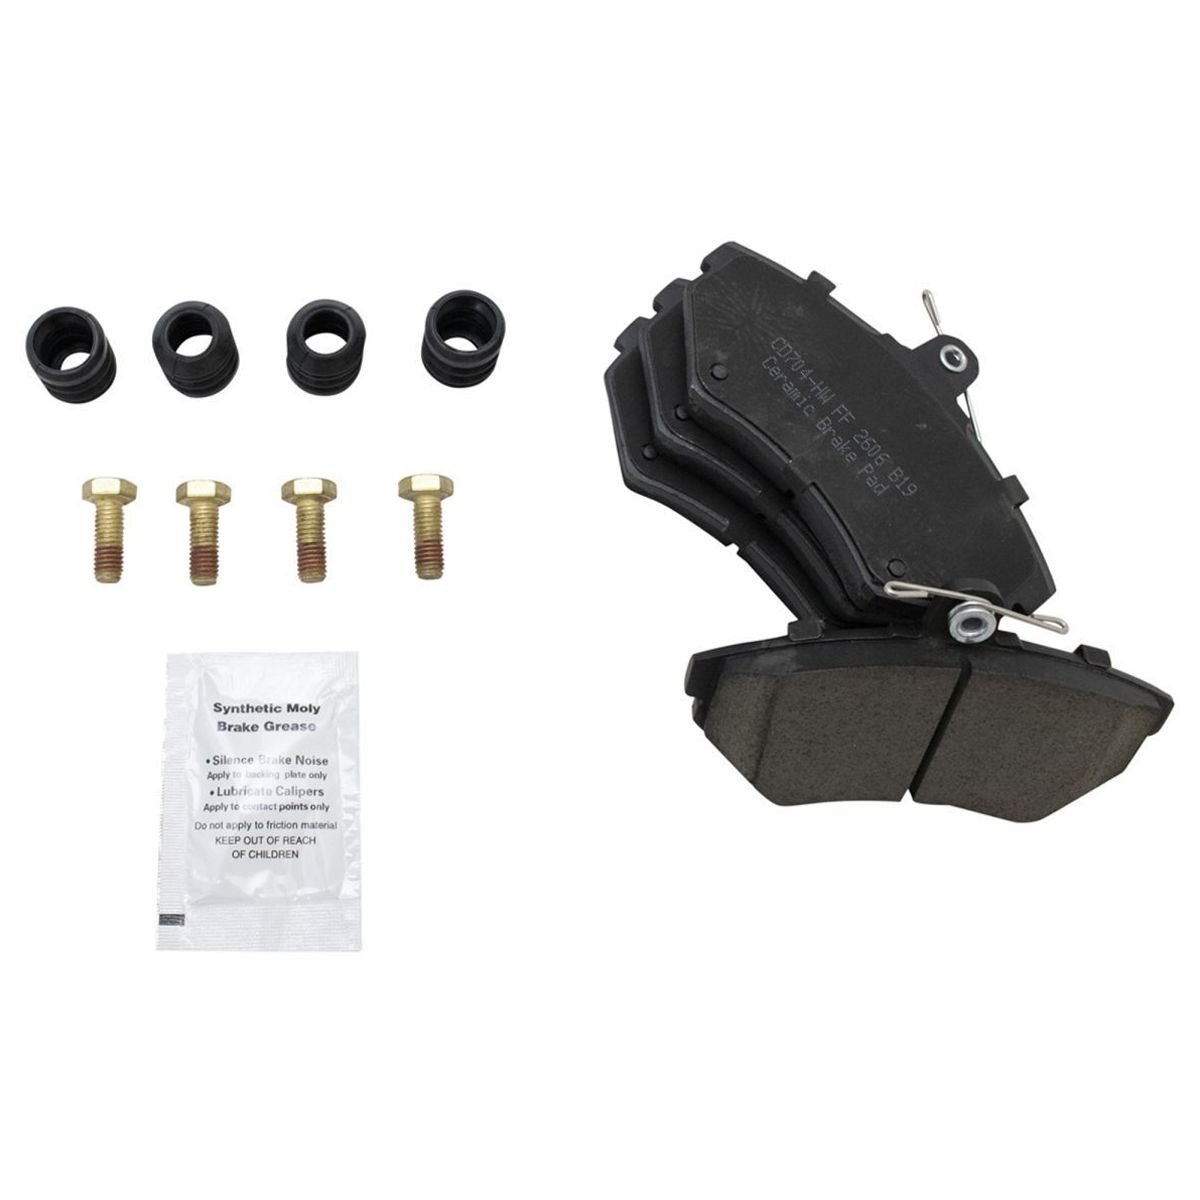 CD704-HW FF 2606 B19
Ceramic Brake Pad
Synthetic Moly
Brake Grease
• Silence Brake Noise
Apply to backing plate only
• Lubricate Calipers
Apply to contact points only
Do not apply to friction material
KEEP OUT OF REACH
OF CHILDREN